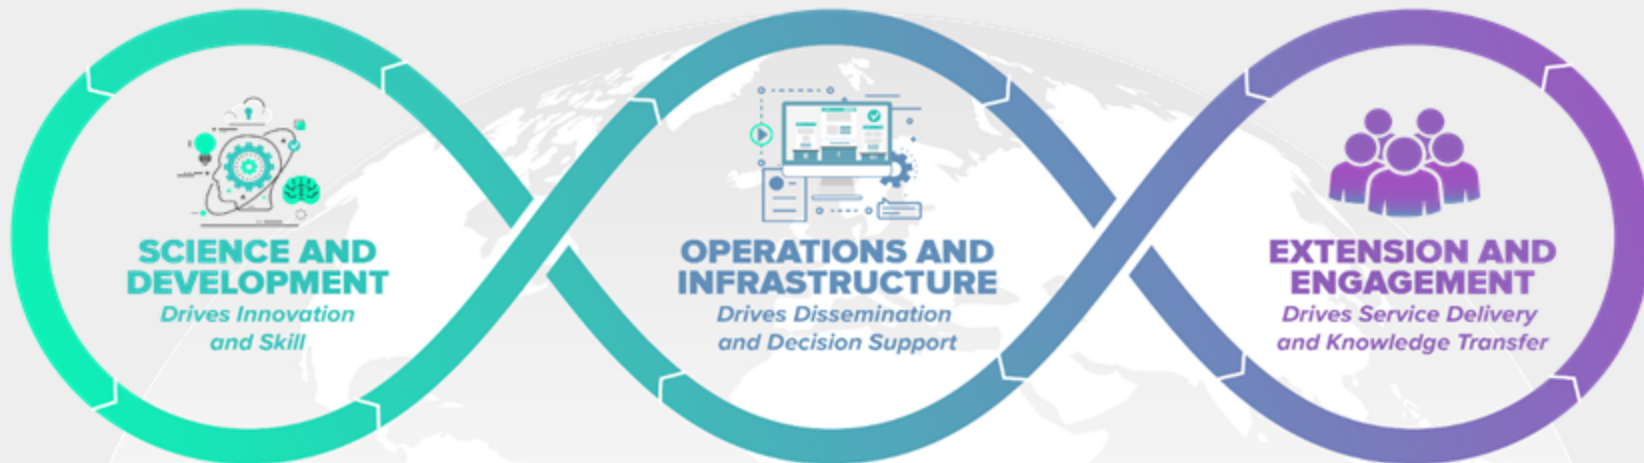 SCIENCE AND
DEVELOPMENT
Drives Innovation
and Skill
OPERATIONS AND
INFRASTRUCTURE
Drives Dissemination
and Decision Support
EXTENSION AND
ENGAGEMENT
Drives Service Delivery
and Knowledge Transfer